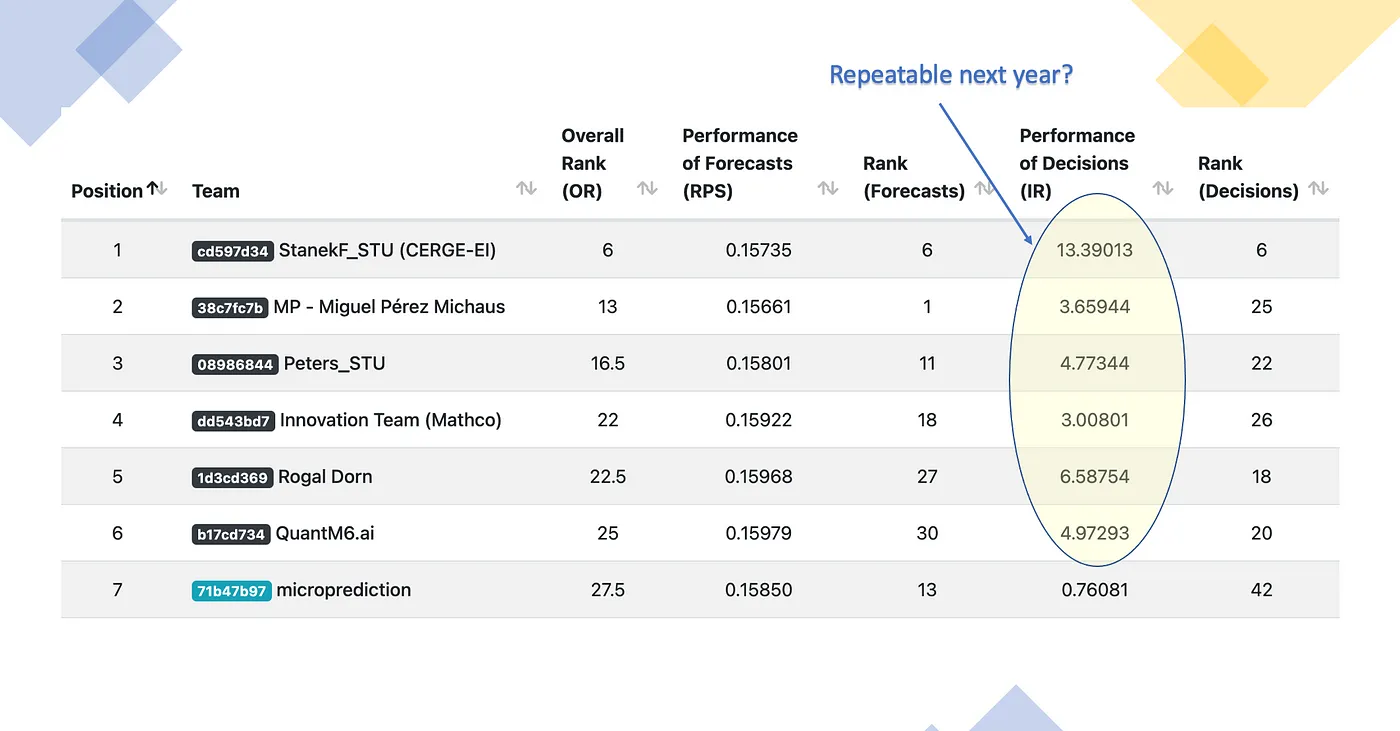 Repeatable next year?
Position Team Overall Rank (OR) Performance of Forecasts (RPS) Rank (Forecasts) Performance of Decisions (IR) Rank (Decisions)
1 cd597d34 StanekF_STU (CERGE-EI) 6 0.15735 6 13.39013 6
2 38c7fc7b MP - Miguel Pérez Michaus 13 0.15661 1 3.65944 25
3 08986844 Peters_STU 16.5 0.15801 11 4.77344 22
4 dd543bd7 Innovation Team (Mathco) 22 0.15922 18 3.00801 26
5 1d3cd369 Rogal Dorn 22.5 0.15968 27 6.58754 18
6 b17cd734 QuantM6.ai 25 0.15979 30 4.97293 20
7 71b47b97 microprediction 27.5 0.15850 13 0.76081 42